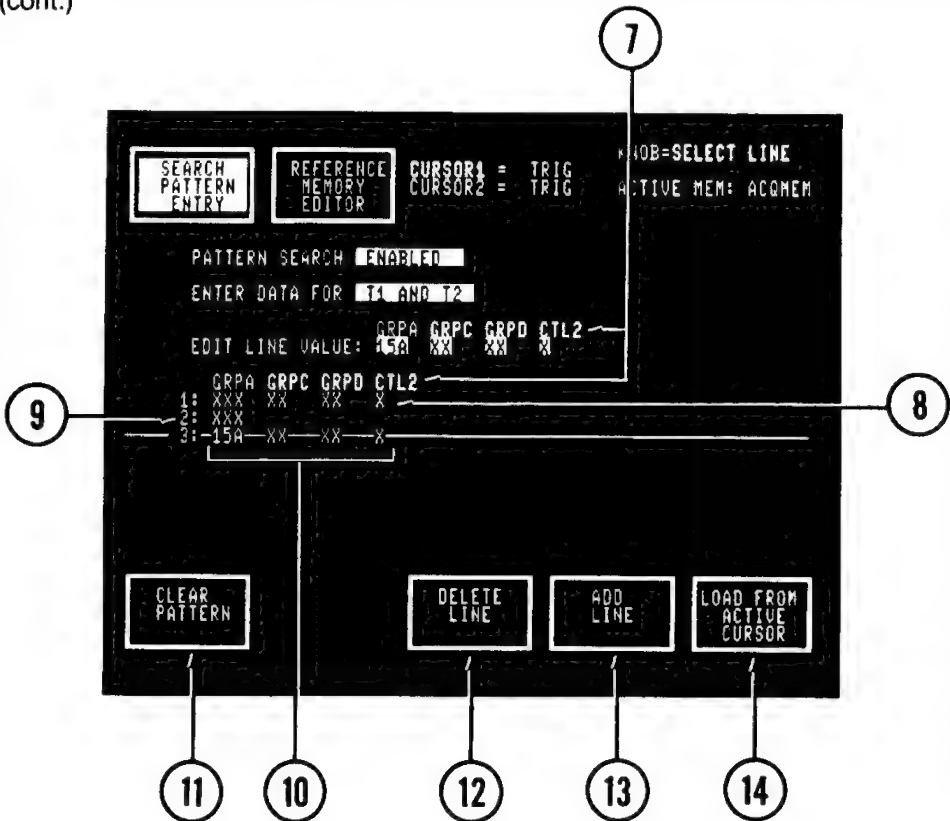 (cont.)
7
KNOB=SELECT LINE
SEARCH PATTERN ENTRY
REFERENCE MEMORY EDITOR
CURSOR1 = TRIG
CURSOR2 = TRIG
ACTIVE MEM: ACQMEM
PATTERN SEARCH ENABLED
ENTER DATA FOR T1 AND T2
GRPA GRPC GRPD CTL2
EDIT LINE VALUE: 15A XX XX X
GRPA GRPC GRPD CTL2
1: XXX XX XX X
2: XXX
3: 15A XX XX X
9
8
CLEAR
PATTERN
DELETE
LINE
ADD
LINE
LOAD FROM
ACTIVE
CURSOR
11
10
12
13
14